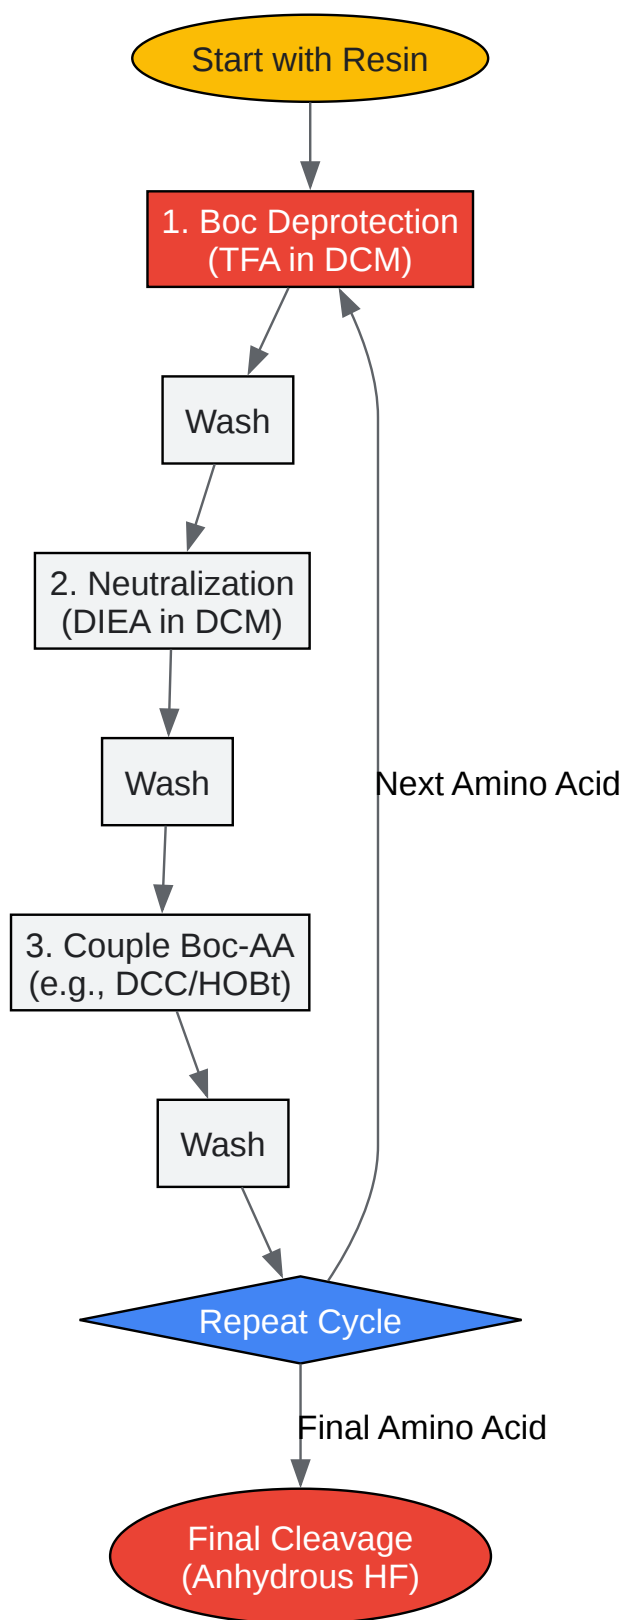 Start with Resin
1. Boc Deprotection
(TFA in DCM)
Wash
2. Neutralization
(DIEA in DCM)
Wash
Next Amino Acid
3. Couple Boc-AA
(e.g., DCC/HOBt)
Wash
Repeat Cycle
Final Amino Acid
Final Cleavage
(Anhydrous HF)